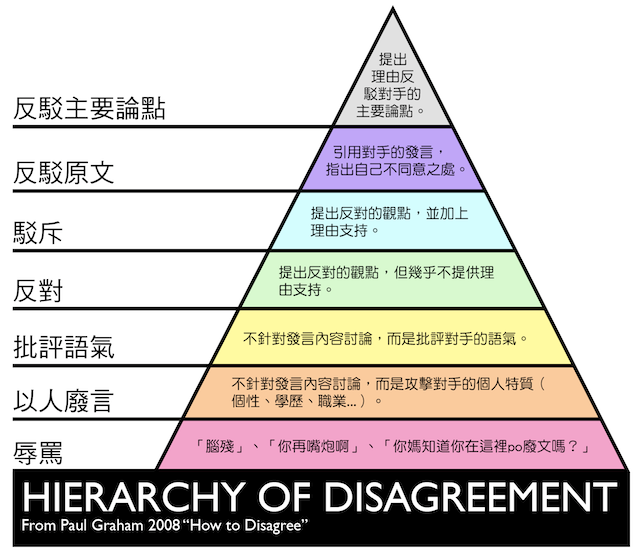 提出
理由反
駁對手的
主要論點。
反駁主要論點
引用對手的發言，
指出自己不同意之處。
反駁原文
提出反對的觀點，並加上
理由支持。
駁斥
提出反對的觀點，但幾乎不提供理
由支持。
反對
不針對發言內容討論，而是批評對手的語氣。
批評語氣
不針對發言內容討論，而是攻擊對手的個人特質（
個性、學歷、職業...）。
以人廢言
「腦殘」、「你再嘴炮啊」、「你媽知道你在這裡po廢文嗎？」
辱罵
HIERARCHY OF DISAGREEMENT
From Paul Graham 2008 “How to Disagree”